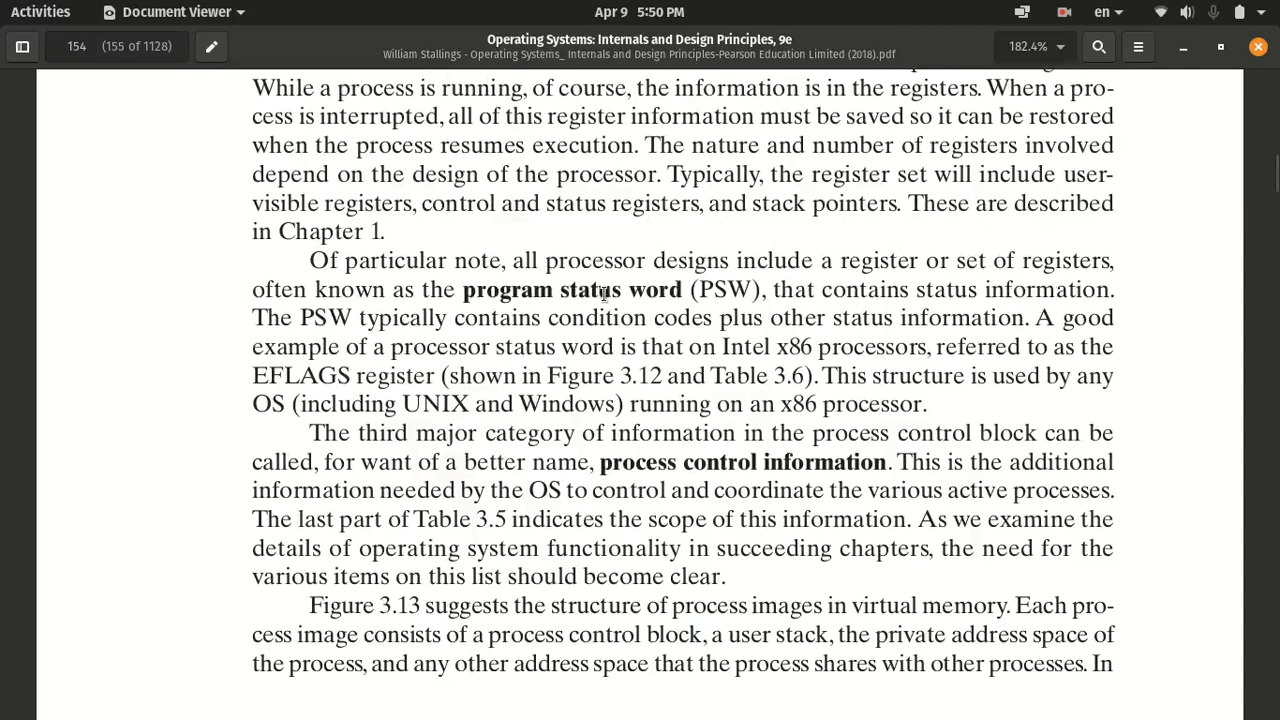 Activities
Document Viewer
Apr 9 5:50 PM
en
154
(155 of 1128)
Operating Systems: Internals and Design Principles, 9e
William Stallings - Operating Systems_ Internals and Design Principles-Pearson Education Limited (2018).pdf
182.4%
While a process is running, of course, the information is in the registers. When a pro-
cess is interrupted, all of this register information must be saved so it can be restored
when the process resumes execution. The nature and number of registers involved
depend on the design of the processor. Typically, the register set will include user-
visible registers, control and status registers, and stack pointers. These are described
in Chapter 1.
Of particular note, all processor designs include a register or set of registers,
often known as the program status word (PSW), that contains status information.
The PSW typically contains condition codes plus other status information. A good
example of a processor status word is that on Intel x86 processors, referred to as the
EFLAGS register (shown in Figure 3.12 and Table 3.6). This structure is used by any
OS (including UNIX and Windows) running on an x86 processor.
The third major category of information in the process control block can be
called, for want of a better name, process control information. This is the additional
information needed by the OS to control and coordinate the various active processes.
The last part of Table 3.5 indicates the scope of this information. As we examine the
details of operating system functionality in succeeding chapters, the need for the
various items on this list should become clear.
Figure 3.13 suggests the structure of process images in virtual memory. Each pro-
cess image consists of a process control block, a user stack, the private address space of
the process, and any other address space that the process shares with other processes. In